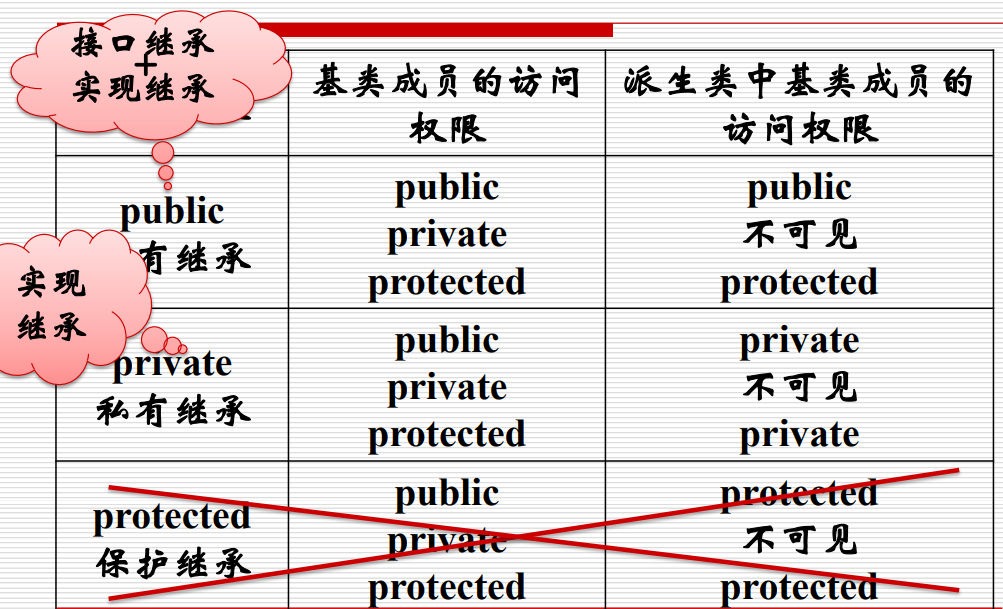 接口继承
+
实现继承
基类成员的访问
权限
派生类中基类成员的
访问权限
public
有继承
public
private
protected
public
不可见
protected
实现
继承
private
私有继承
public
private
protected
private
不可见
private
protected
保护继承
public
private
protected
protected
不可见
protected